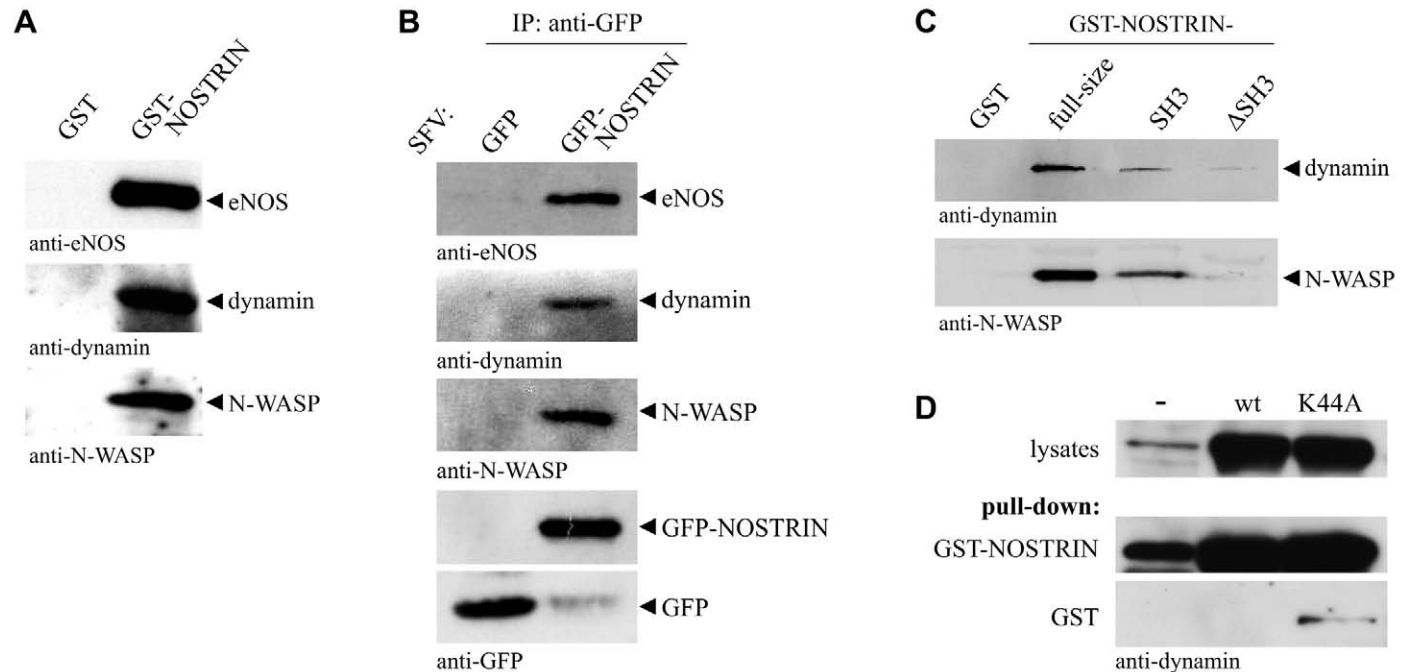 A
GST
GST-
NOSTRIN
eNOS
anti-eNOS
dynamin
anti-dynamin
N-WASP
anti-N-WASP
B
IP: anti-GFP
SFV:
GFP
GFP-
NOSTRIN
eNOS
anti-eNOS
dynamin
anti-dynamin
N-WASP
anti-N-WASP
GFP-NOSTRIN
GFP
anti-GFP
C
GST-NOSTRIN-
GST
full-size
SH3
ΔSH3
dynamin
anti-dynamin
N-WASP
anti-N-WASP
D
- wt K44A
lysates
pull-down:
GST-NOSTRIN
GST
anti-dynamin